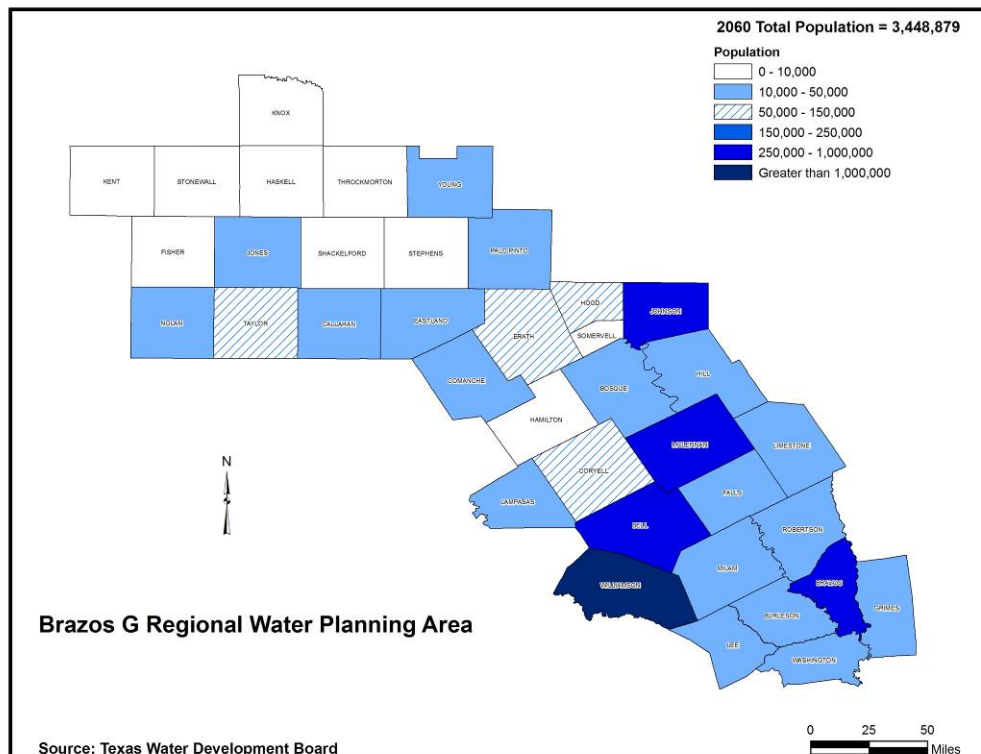 2060 Total Population = 3,448,879
Population
0 - 10,000
10,000 - 50,000
50,000 - 150,000
150,000 - 250,000
250,000 - 1,000,000
Greater than 1,000,000
KNOX
KENT
STONEWALL
HASKELL
THROCKMORTON
YOUNG
FISHER
JONES
SHACKELFORD
STEPHENS
PALO PINTO
NOLAN
TAYLOR
CALLAHAN
EASTLAND
ERATH
HOOD
JOHNSON
SOMERVELL
COMANCHE
BOSQUE
HILL
HAMILTON
MCLENNAN
LIMESTONE
CORYELL
LAMPASAS
FALLS
BELL
ROBERTSON
MILAM
WILLIAMSON
BRAZOS
GRIMES
BURLESON
LEE
WASHINGTON
N
Brazos G Regional Water Planning Area
Source: Texas Water Development Board
0 25 50
Miles